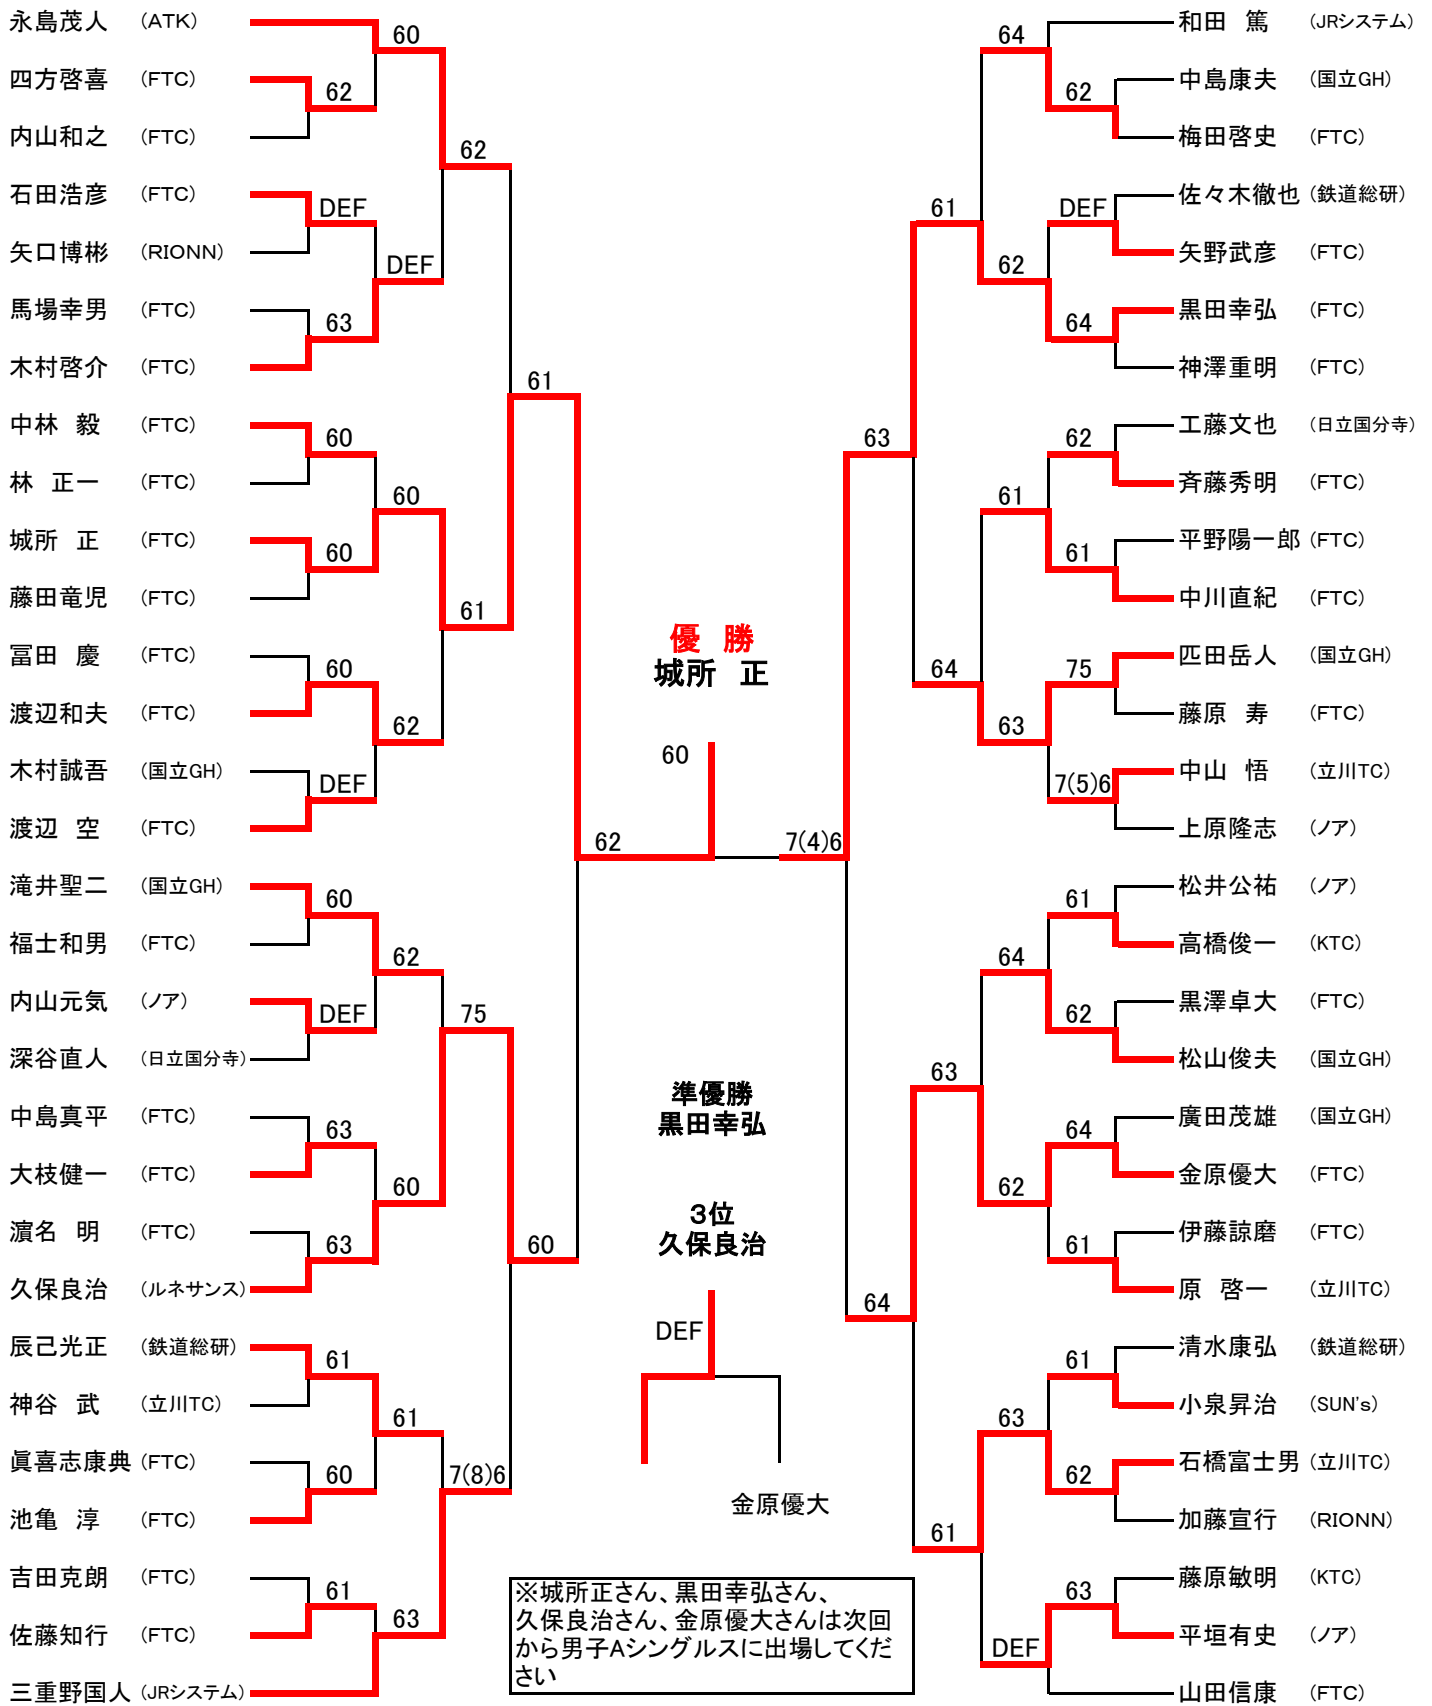 永島茂人 (ATK)
60
四方啓喜 (FTC)
62
内山和之 (FTC)
62
石田浩彦 (FTC)
DEF
矢口博彬 (RIONN)
DEF
馬場幸男 (FTC)
63
木村啓介 (FTC)
61
中林 毅 (FTC)
60
林 正一 (FTC)
60
城所 正 (FTC)
60
藤田竜児 (FTC)
61
冨田 慶 (FTC)
60
渡辺和夫 (FTC)
62
木村誠吾 (国立GH)
DEF
渡辺 空 (FTC)
62
滝井聖二 (国立GH)
60
福士和男 (FTC)
62
内山元気 (ノア)
DEF
75
深谷直人 (日立国分寺)
中島真平 (FTC)
63
大枝健一 (FTC)
60
濵名 明 (FTC)
63
60
久保良治 (ルネサンス)
辰己光正 (鉄道総研)
61
神谷 武 (立川TC)
61
眞喜志康典 (FTC)
60
7(8)6
池亀 淳 (FTC)
吉田克朗 (FTC)
61
佐藤知行 (FTC)
63
三重野国人 (JRシステム)
優 勝
城所 正
60
準優勝
黒田幸弘
3位
久保良治
DEF
金原優大
※城所正さん、黒田幸弘さん、
久保良治さん、金原優大さんは次回
から男子Aシングルスに出場してくだ
さい
和田 篤 (JRシステム)
64
中島康夫 (国立GH)
62
梅田啓史 (FTC)
佐々木徹也 (鉄道総研)
61
DEF
矢野武彦 (FTC)
62
黒田幸弘 (FTC)
64
神澤重明 (FTC)
工藤文也 (日立国分寺)
63
62
斉藤秀明 (FTC)
61
平野陽一郎 (FTC)
61
中川直紀 (FTC)
匹田岳人 (国立GH)
64
75
藤原 寿 (FTC)
63
中山 悟 (立川TC)
7(5)6
上原隆志 (ノア)
7(4)6
松井公祐 (ノア)
61
高橋俊一 (KTC)
64
黒澤卓大 (FTC)
62
松山俊夫 (国立GH)
63
廣田茂雄 (国立GH)
64
金原優大 (FTC)
62
伊藤諒磨 (FTC)
61
原 啓一 (立川TC)
64
清水康弘 (鉄道総研)
61
小泉昇治 (SUN's)
63
石橋富士男 (立川TC)
62
加藤宣行 (RIONN)
61
藤原敏明 (KTC)
63
平垣有史 (ノア)
DEF
山田信康 (FTC)